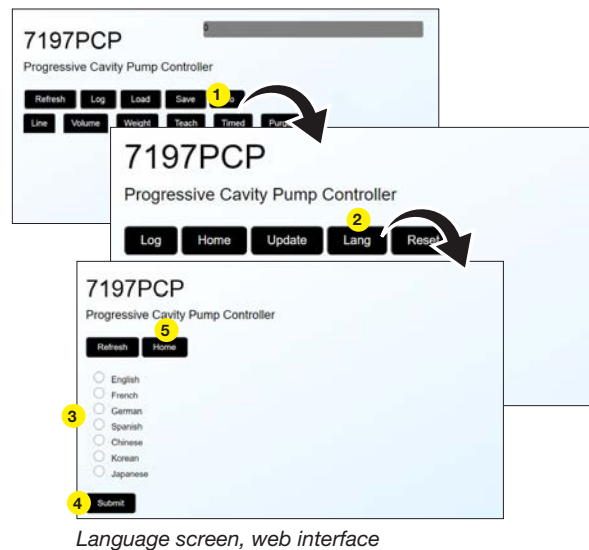 0
7197PCP
Progressive Cavity Pump Controller
Refresh Log Load Save 1
Line Volume Weight Teach Timed
7197PCP
Progressive Cavity Pump Controller
2
Log Home Update Lang Reset
7197PCP
Progressive Cavity Pump Controller
5
Refresh Home
English
French
German
3 Spanish
Chinese
Korean
Japanese
4 Submit
Language screen, web interface